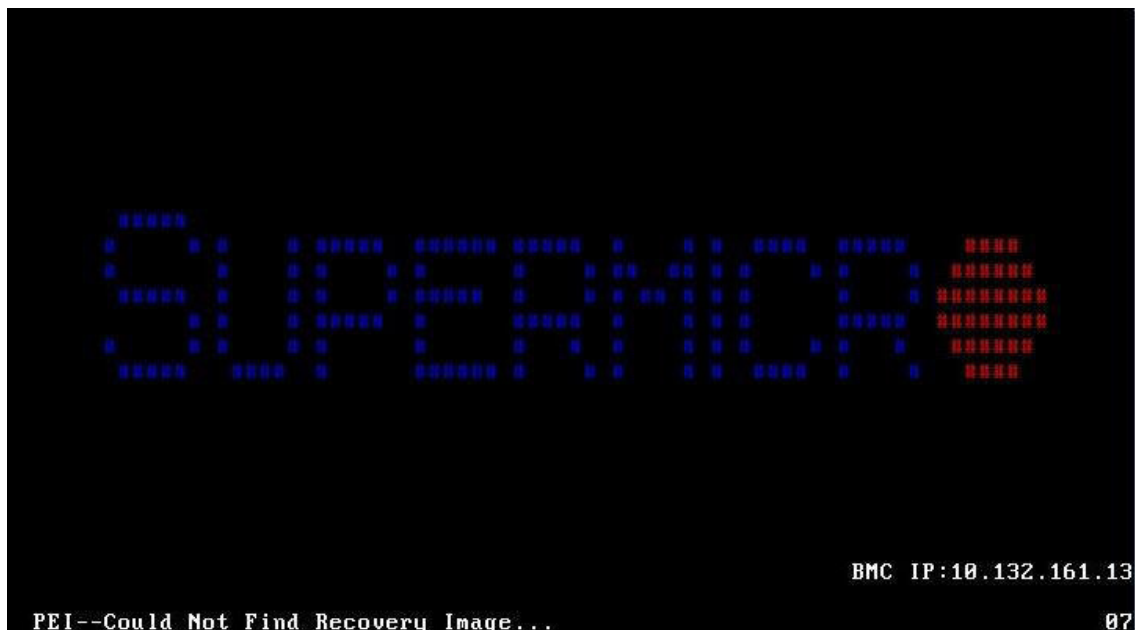 SUPERMICRO
BMC IP:10.132.161.13
PEI--Could Not Find Recovery Image...
07